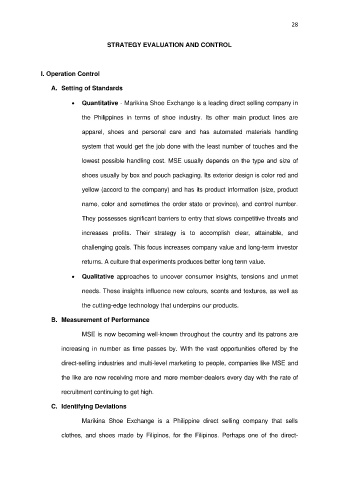 28
STRATEGY EVALUATION AND CONTROL
I. Operation Control
A. Setting of Standards
• Quantitative - Marikina Shoe Exchange is a leading direct selling company in
the Philippines in terms of shoe industry. Its other main product lines are
apparel, shoes and personal care and has automated materials handling
system that would get the job done with the least number of touches and the
lowest possible handling cost. MSE usually depends on the type and size of
shoes usually by box and pouch packaging. Its exterior design is color red and
yellow (accord to the company) and has its product information (size, product
name, color and sometimes the order state or province), and control number.
They possesses significant barriers to entry that slows competitive threats and
increases profits. Their strategy is to accomplish clear, attainable, and
challenging goals. This focus increases company value and long-term investor
returns. A culture that experiments produces better long term value.
• Qualitative approaches to uncover consumer insights, tensions and unmet
needs. These insights influence new colours, scents and textures, as well as
the cutting-edge technology that underpins our products.
B. Measurement of Performance
MSE is now becoming well-known throughout the country and its patrons are
increasing in number as time passes by. With the vast opportunities offered by the
direct-selling industries and multi-level marketing to people, companies like MSE and
the like are now receiving more and more member-dealers every day with the rate of
recruitment continuing to get high.
C. Identifying Deviations
Marikina Shoe Exchange is a Philippine direct selling company that sells
clothes, and shoes made by Filipinos, for the Filipinos. Perhaps one of the direct-